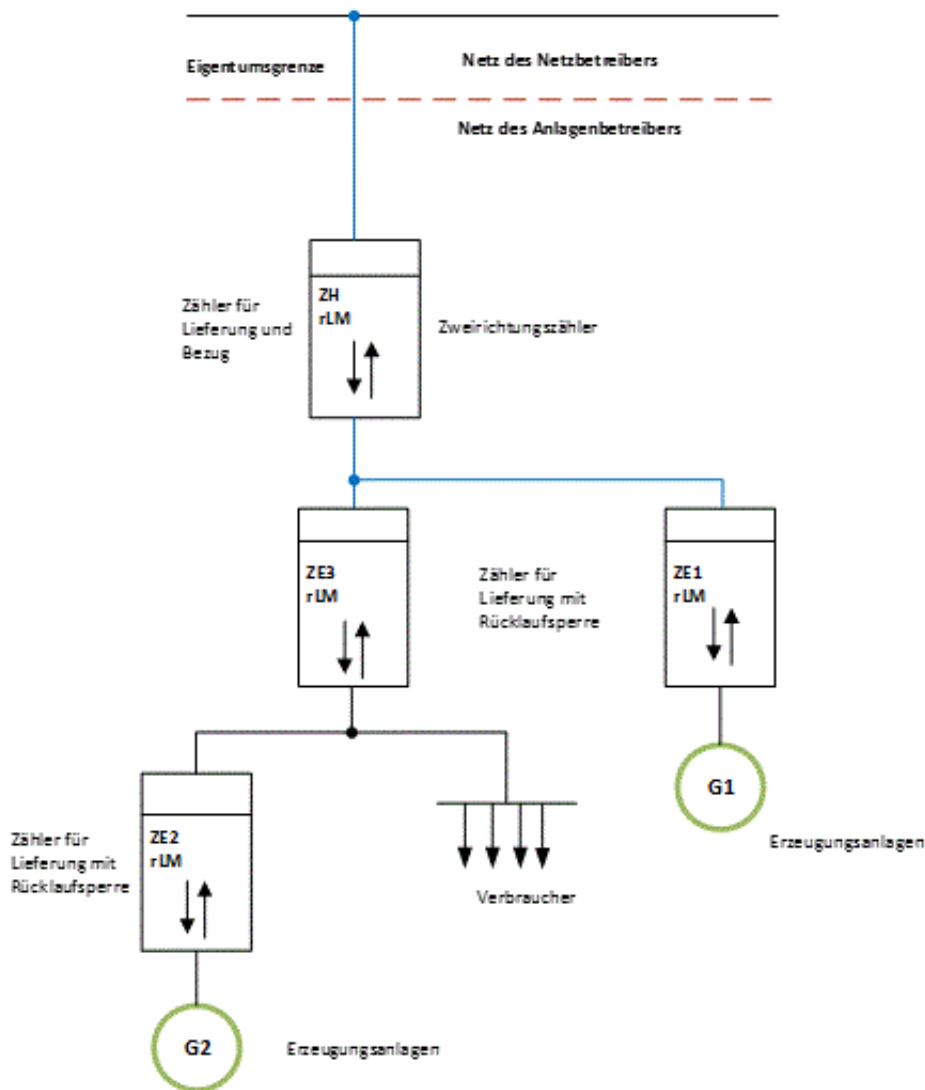 Eigentumsgrenze
Netz des Netzbetreibers
Netz des Anlagenbetreibers
ZH
rLM
Zähler für
Lieferung und
Bezug
Zweirichtungszähler
ZE3
rLM
Zähler für
Lieferung mit
Rücklaufsperre
ZE1
rLM
G1
Erzeugungsanlagen
ZE2
rLM
Zähler für
Lieferung mit
Rücklaufsperre
Verbraucher
G2
Erzeugungsanlagen